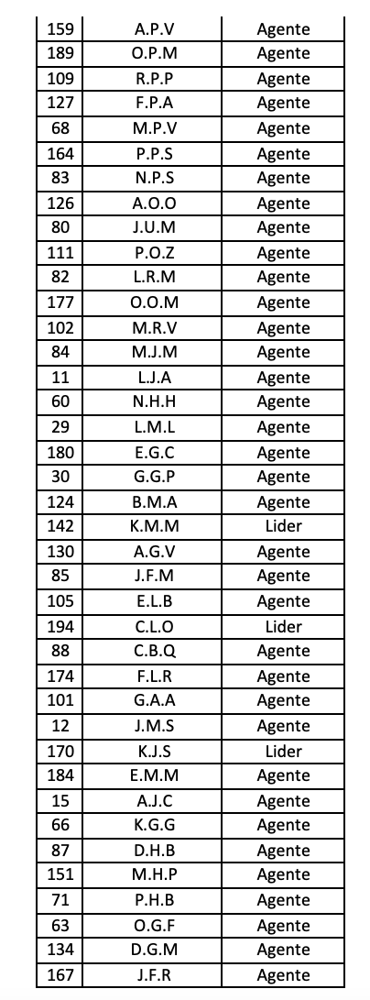 159 A.P.V Agente
189 O.P.M Agente
109 R.P.P Agente
127 F.P.A Agente
68 M.P.V Agente
164 P.P.S Agente
83 N.P.S Agente
126 A.O.O Agente
80 J.U.M Agente
111 P.O.Z Agente
82 L.R.M Agente
177 O.O.M Agente
102 M.R.V Agente
84 M.J.M Agente
11 L.J.A Agente
60 N.H.H Agente
29 L.M.L Agente
180 E.G.C Agente
30 G.G.P Agente
124 B.M.A Agente
142 K.M.M Lider
130 A.G.V Agente
85 J.F.M Agente
105 E.L.B Agente
194 C.L.O Lider
88 C.B.Q Agente
174 F.L.R Agente
101 G.A.A Agente
12 J.M.S Agente
170 K.J.S Lider
184 E.M.M Agente
15 A.J.C Agente
66 K.G.G Agente
87 D.H.B Agente
151 M.H.P Agente
71 P.H.B Agente
63 O.G.F Agente
134 D.G.M Agente
167 J.F.R Agente